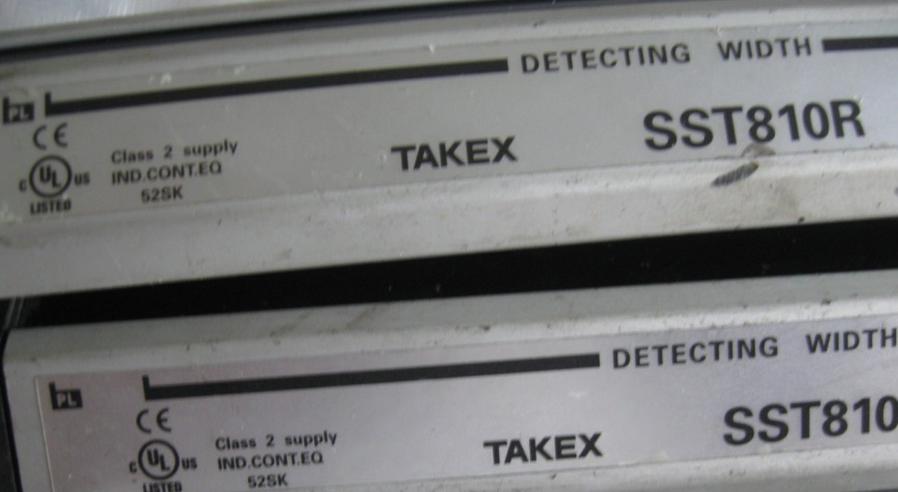 DETECTING WIDTH
PL
CE
SST810R
Class 2 supply
TAKEX
C UL US
IND.CONT.EQ
LISTED
52SK
DETECTING WIDTH
PL
CE
SST810
Class 2 supply
TAKEX
C UL US
IND.CONT.EQ
LISTED
52SK